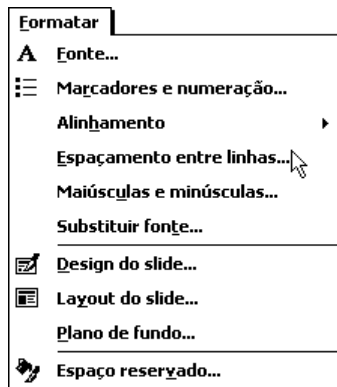 Formatar
Fonte...
Marcadores e numeração...
Alinhamento
Espaçamento entre linhas...
Maiúsculas e minúsculas...
Substituir fonte...
Design do slide...
Layout do slide...
Plano de fundo...
Espaço reservado...